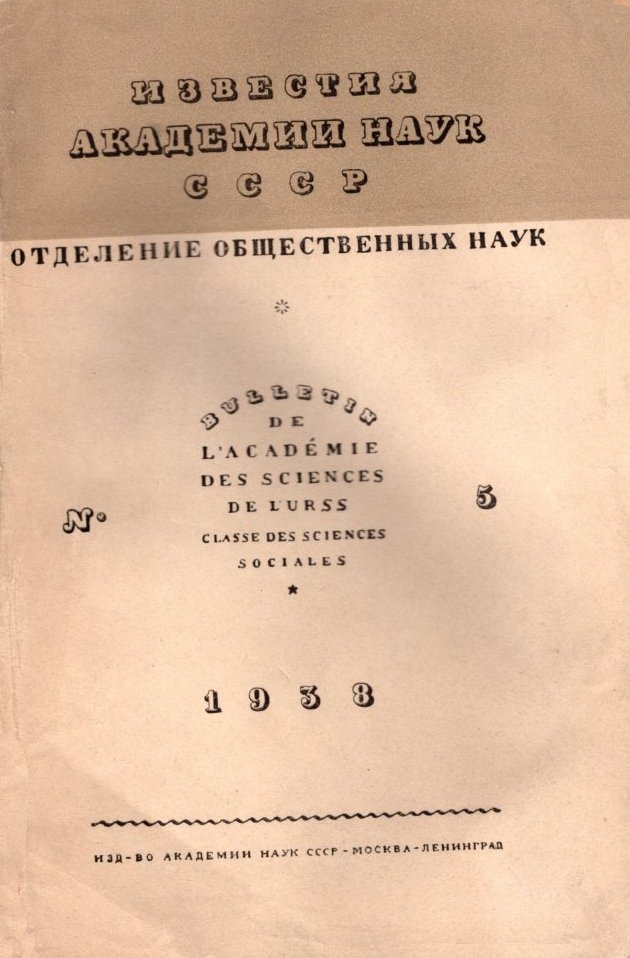 ИЗВЕСТИЯ
АКАДЕМИИ НАУК
СССР
ОТДЕЛЕНИЕ ОБЩЕСТВЕННЫХ НАУК
BULLETIN
DE
L'ACADÉMIE
DES SCIENCES
DE L'URSS
CLASSE DES SCIENCES
SOCIALES
№ 5
1938
ИЗД-ВО АКАДЕМИИ НАУК СССР-МОСКВА-ЛЕНИНГРАД